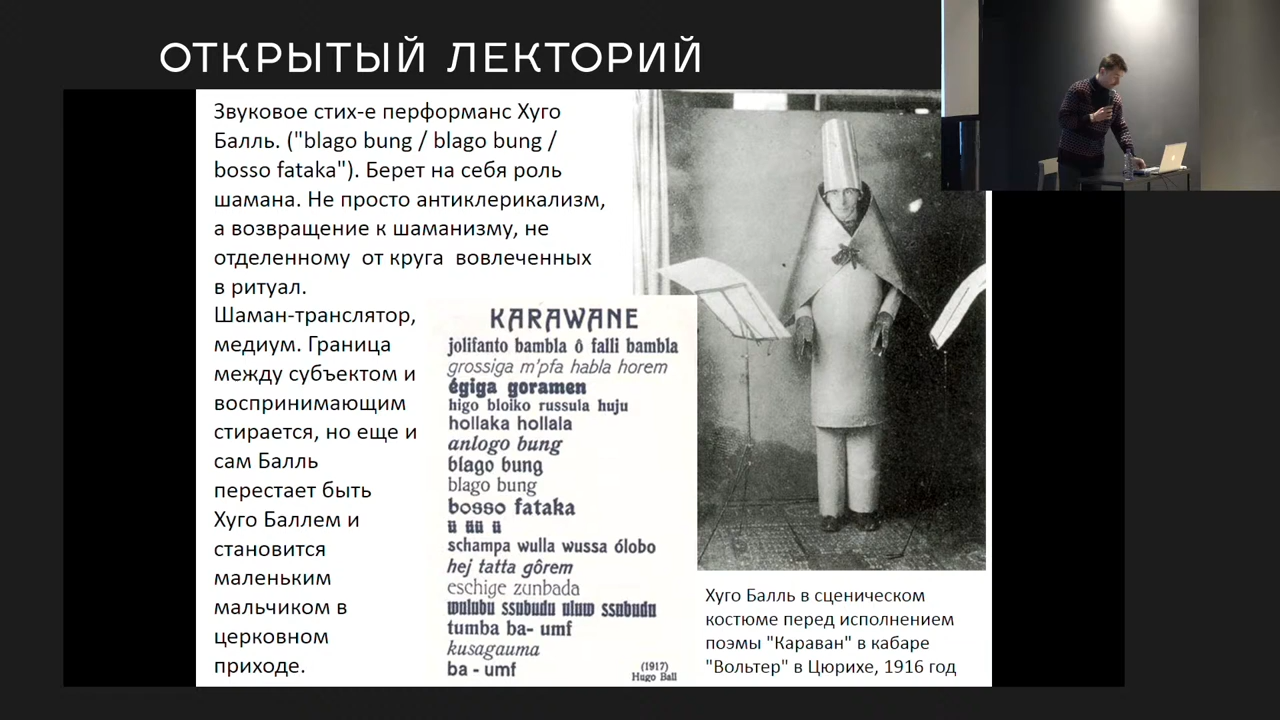 ОТКРЫТЫЙ ЛЕКТОРИЙ
Звуковое стих-е перформанс Хуго
Балль. ("blago bung / blago bung /
bosso fataka"). Берет на себя роль
шамана. Не просто антиклерикализм,
а возвращение к шаманизму, не
отделенному от круга вовлеченных
в ритуал.
Шаман-транслятор,
медиум. Граница
между субъектом и
воспринимающим
стирается, но еще и
сам Балль
перестает быть
Хуго Баллем и
становится
маленьким
мальчиком в
церковном
приходе.
KARAWANE
jolifanto bambla ô falli bambla
grossiga m'pfa habla horem
égiga goramen
higo bloiko russula huju
hollaka hollala
anlogo bung
blago bung
blago bung
bosso fataka
ü üü ü
schampa wulla wussa ólobo
hej tatta gôrem
eschige zunbada
wulubu ssubudu uluw ssubudu
tumba ba- umf
kusagauma
ba - umf
(1917)
Hugo Ball
Хуго Балль в сценическом
костюме перед исполнением
поэмы "Караван" в кабаре
"Вольтер" в Цюрихе, 1916 год